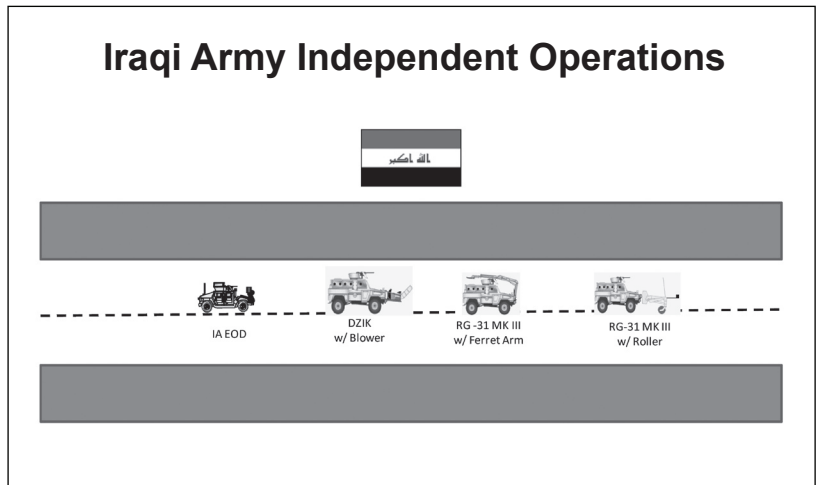 Iraqi Army Independent Operations
الله اكبر
IA EOD
DZIK
w/ Blower
RG -31 MK III
w/ Ferret Arm
RG-31 MK III
w/ Roller